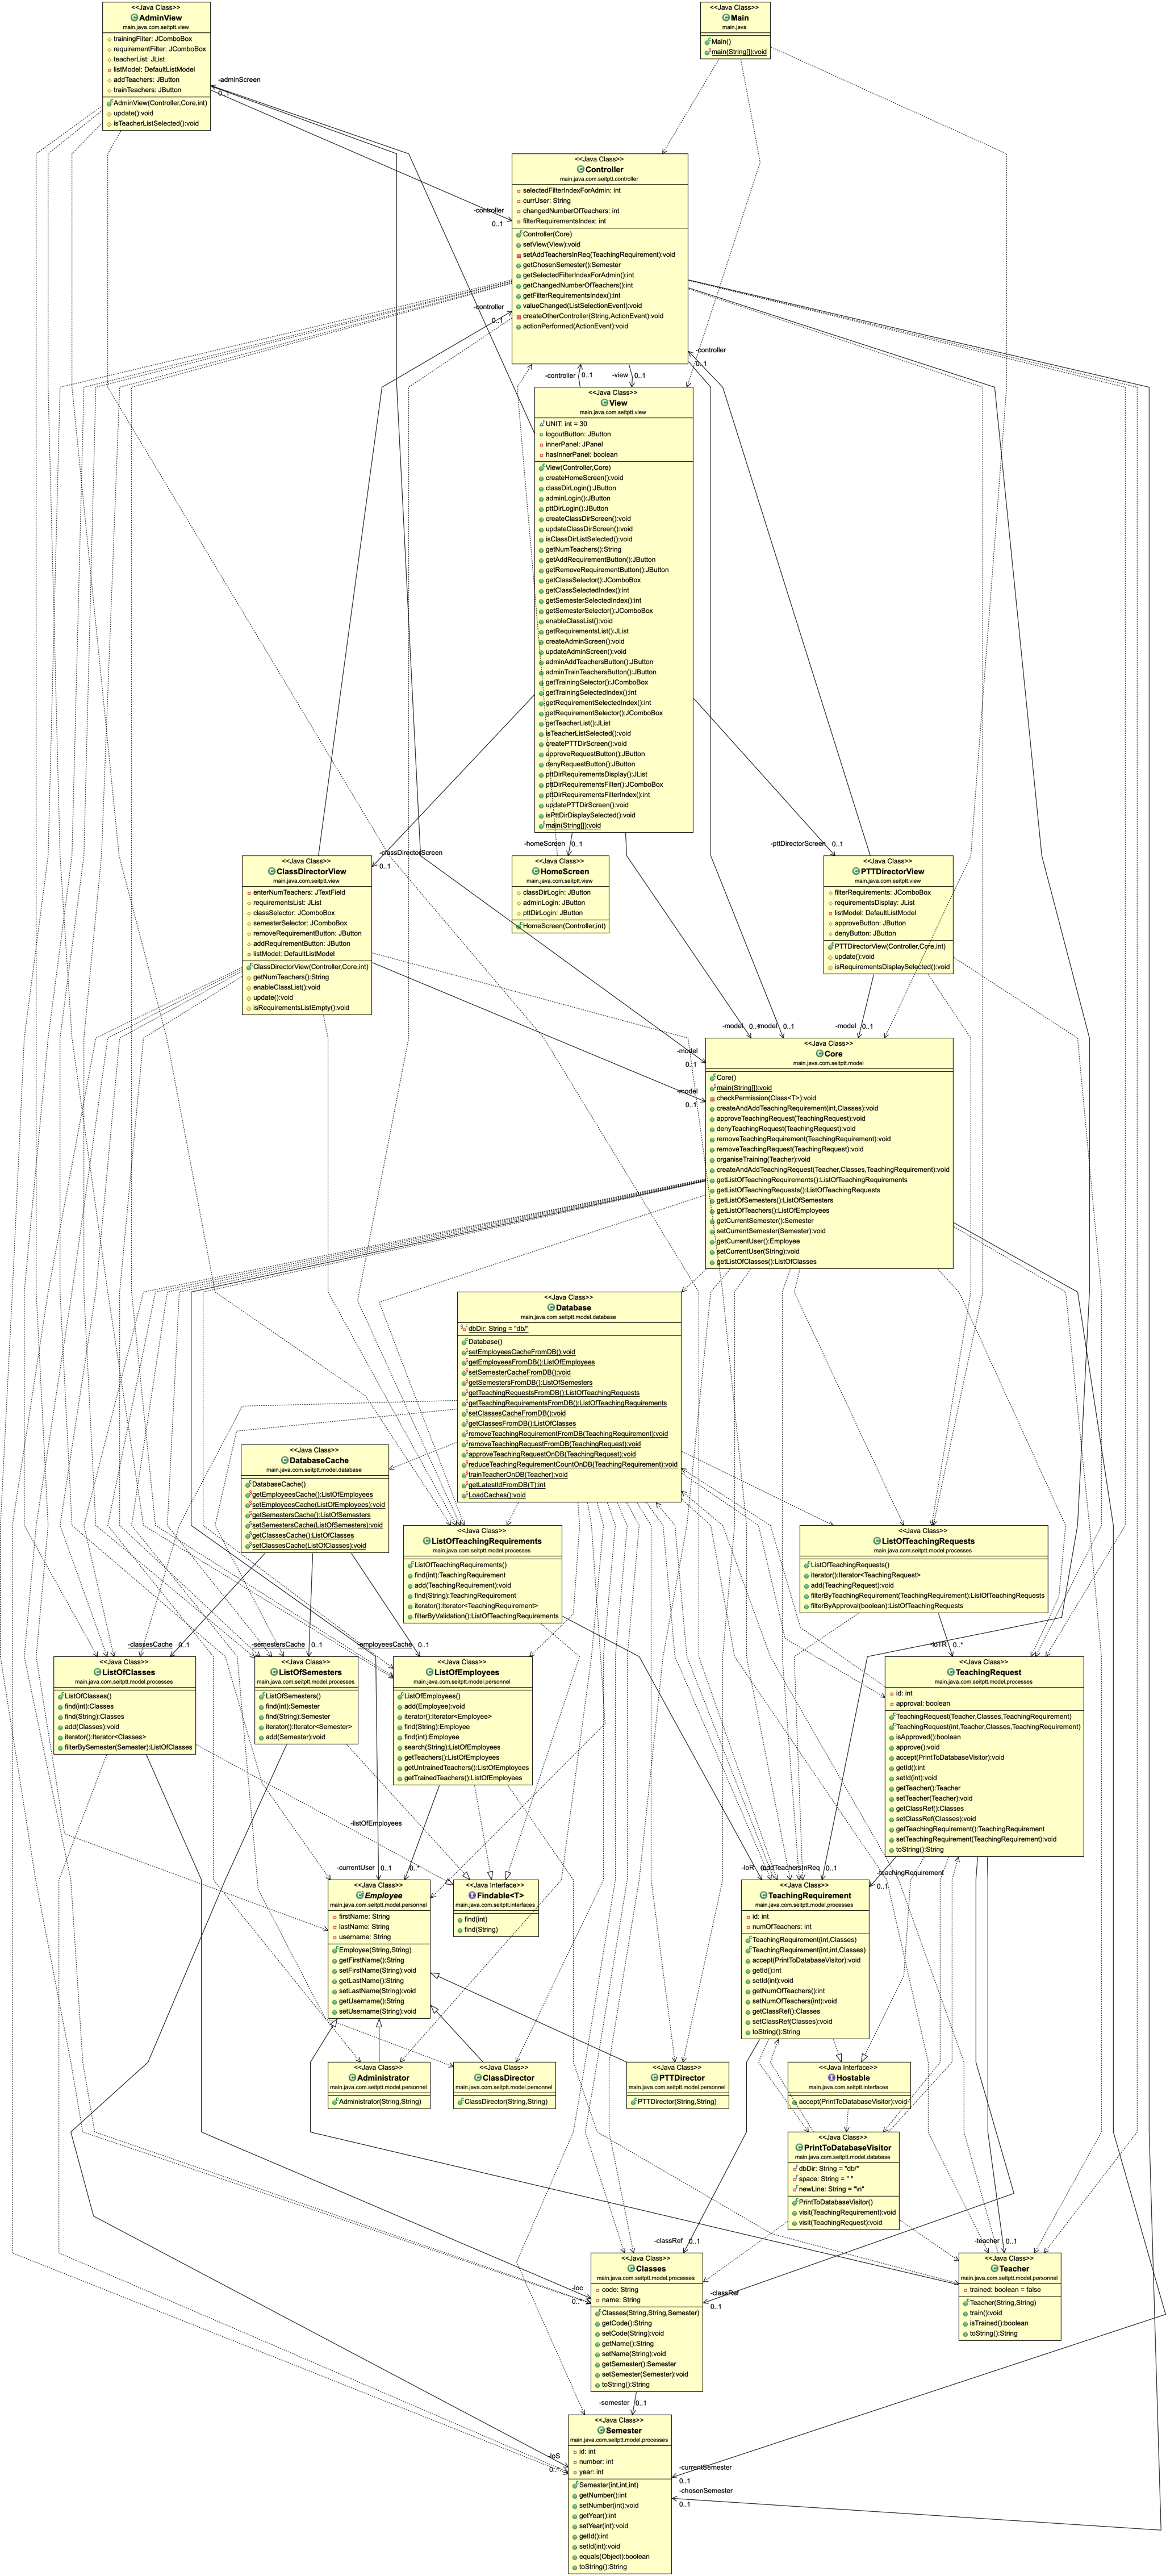 <<Java Class>>
AdminView
main.java.com.seitptt.view
trainingFilter: JComboBox
requirementFilter: JComboBox
teacherList: JList
listModel: DefaultListModel
addTeachers: JButton
trainTeachers: JButton
AdminView(Controller,Core,int)
update():void
isTeacherListSelected():void
<<Java Class>>
Main
main.java
Main()
main(String[]):void
-adminScreen
0..1
<<Java Class>>
Controller
main.java.com.seitptt.controller
selectedFilterIndexForAdmin: int
currUser: String
changedNumberOfTeachers: int
filterRequirementsIndex: int
Controller(Core)
setView(View):void
setAddTeachersInReq(TeachingRequirement):void
getChosenSemester():Semester
getSelectedFilterIndexForAdmin():int
getChangedNumberOfTeachers():int
getFilterRequirementsIndex():int
valueChanged(ListSelectionEvent):void
createOtherController(String,ActionEvent):void
actionPerformed(ActionEvent):void
-controller
0..1
-controller
0..1
-controller
0..1
-controller
0..1
-view
0..1
<<Java Class>>
View
main.java.com.seitptt.view
UNIT: int = 30
logoutButton: JButton
innerPanel: JPanel
hasInnerPanel: boolean
View(Controller,Core)
createHomeScreen():void
classDirLogin():JButton
adminLogin():JButton
pttDirLogin():JButton
createClassDirScreen():void
updateClassDirScreen():void
isClassDirListSelected():void
getNumTeachers():String
getAddRequirementButton():JButton
getRemoveRequirementButton():JButton
getClassSelector():JComboBox
getClassSelectedIndex():int
getSemesterSelectedIndex():int
getSemesterSelector():JComboBox
enableClassList():void
getRequirementsList():JList
createAdminScreen():void
updateAdminScreen():void
adminAddTeachersButton():JButton
adminTrainTeachersButton():JButton
getTrainingSelector():JComboBox
getTrainingSelectedIndex():int
getRequirementSelectedIndex():int
getRequirementSelector():JComboBox
getTeacherList():JList
isTeacherListSelected():void
createPTTDirScreen():void
approveRequestButton():JButton
denyRequestButton():JButton
pttDirRequirementsDisplay():JList
pttDirRequirementsFilter():JComboBox
pttDirRequirementsFilterIndex():int
updatePTTDirScreen():void
isPttDirDisplaySelected():void
main(String[]):void
-classDirectorScreen
0..1
-homeScreen
0..1
-pttDirectorScreen
0..1
<<Java Class>>
ClassDirectorView
main.java.com.seitptt.view
enterNumTeachers: JTextField
requirementsList: JList
classSelector: JComboBox
semesterSelector: JComboBox
removeRequirementButton: JButton
addRequirementButton: JButton
listModel: DefaultListModel
ClassDirectorView(Controller,Core,int)
getNumTeachers():String
enableClassList():void
update():void
isRequirementsListEmpty():void
<<Java Class>>
HomeScreen
main.java.com.seitptt.view
classDirLogin: JButton
adminLogin: JButton
pttDirLogin: JButton
HomeScreen(Controller,int)
<<Java Class>>
PTTDirectorView
main.java.com.seitptt.view
filterRequirements: JComboBox
requirementsDisplay: JList
listModel: DefaultListModel
approveButton: JButton
denyButton: JButton
PTTDirectorView(Controller,Core,int)
update():void
isRequirementsDisplaySelected():void
-model
0..1
-model
0..1
-model
0..1
-model
0..1
-model
0..1
<<Java Class>>
Core
main.java.com.seitptt.model
Core()
main(String[]):void
checkPermission(Class<T>):void
createAndAddTeachingRequirement(int,Classes):void
approveTeachingRequest(TeachingRequest):void
denyTeachingRequest(TeachingRequest):void
removeTeachingRequirement(TeachingRequirement):void
removeTeachingRequest(TeachingRequest):void
organiseTraining(Teacher):void
createAndAddTeachingRequest(Teacher,Classes,TeachingRequirement):void
getListOfTeachingRequirements():ListOfTeachingRequirements
getListOfTeachingRequests():ListOfTeachingRequests
getListOfSemesters():ListOfSemesters
getListOfTeachers():ListOfEmployees
getCurrentSemester():Semester
setCurrentSemester(Semester):void
getCurrentUser():Employee
setCurrentUser(String):void
getListOfClasses():ListOfClasses
<<Java Class>>
Database
main.java.com.seitptt.model.database
dbDir: String = "db/"
Database()
setEmployeesCacheFromDB():void
getEmployeesFromDB():ListOfEmployees
setSemesterCacheFromDB():void
getSemestersFromDB():ListOfSemesters
getTeachingRequestsFromDB():ListOfTeachingRequests
getTeachingRequirementsFromDB():ListOfTeachingRequirements
setClassesCacheFromDB():void
getClassesFromDB():ListOfClasses
removeTeachingRequirementFromDB(TeachingRequirement):void
removeTeachingRequestFromDB(TeachingRequest):void
approveTeachingRequestOnDB(TeachingRequest):void
reduceTeachingRequirementCountOnDB(TeachingRequirement):void
trainTeacherOnDB(Teacher):void
getLatestIdFromDB(T):int
LoadCaches():void
<<Java Class>>
DatabaseCache
main.java.com.seitptt.model.database
DatabaseCache()
getEmployeesCache():ListOfEmployees
setEmployeesCache(ListOfEmployees):void
getSemestersCache():ListOfSemesters
setSemestersCache(ListOfSemesters):void
getClassesCache():ListOfClasses
setClassesCache(ListOfClasses):void
<<Java Class>>
ListOfTeachingRequirements
main.java.com.seitptt.model.processes
ListOfTeachingRequirements()
find(int):TeachingRequirement
add(TeachingRequirement):void
find(String):TeachingRequirement
iterator():Iterator<TeachingRequirement>
filterByValidation():ListOfTeachingRequirements
<<Java Class>>
ListOfTeachingRequests
main.java.com.seitptt.model.processes
ListOfTeachingRequests()
iterator():Iterator<TeachingRequest>
add(TeachingRequest):void
filterByTeachingRequirement(TeachingRequirement):ListOfTeachingRequests
filterByApproval(boolean):ListOfTeachingRequests
-classesCache
0..1
-semestersCache
0..1
-employeesCache
0..1
-loTR
0..*
<<Java Class>>
ListOfClasses
main.java.com.seitptt.model.processes
ListOfClasses()
find(int):Classes
find(String):Classes
add(Classes):void
iterator():Iterator<Classes>
filterBySemester(Semester):ListOfClasses
<<Java Class>>
ListOfSemesters
main.java.com.seitptt.model.processes
ListOfSemesters()
find(int):Semester
find(String):Semester
iterator():Iterator<Semester>
add(Semester):void
<<Java Class>>
ListOfEmployees
main.java.com.seitptt.model.personnel
ListOfEmployees()
add(Employee):void
iterator():Iterator<Employee>
find(String):Employee
find(int):Employee
search(String):ListOfEmployees
getTeachers():ListOfEmployees
getUntrainedTeachers():ListOfEmployees
getTrainedTeachers():ListOfEmployees
<<Java Class>>
TeachingRequest
main.java.com.seitptt.model.processes
id: int
approval: boolean
TeachingRequest(Teacher,Classes,TeachingRequirement)
TeachingRequest(int,Teacher,Classes,TeachingRequirement)
isApproved():boolean
approve():void
accept(PrintToDatabaseVisitor):void
getId():int
setId(int):void
getTeacher():Teacher
setTeacher(Teacher):void
getClassRef():Classes
setClassRef(Classes):void
getTeachingRequirement():TeachingRequirement
setTeachingRequirement(TeachingRequirement):void
toString():String
-listOfEmployees
0..*
-currentUser
0..1
-loR
-addTeachersInReq
0..1
-teachingRequirement
0..1
<<Java Class>>
Employee
main.java.com.seitptt.model.personnel
firstName: String
lastName: String
username: String
Employee(String,String)
getFirstName():String
setFirstName(String):void
getLastName():String
setLastName(String):void
getUsername():String
setUsername(String):void
<<Java Interface>>
Findable<T>
main.java.com.seitptt.interfaces
find(int)
find(String)
<<Java Class>>
TeachingRequirement
main.java.com.seitptt.model.processes
id: int
numOfTeachers: int
TeachingRequirement(int,Classes)
TeachingRequirement(int,int,Classes)
accept(PrintToDatabaseVisitor):void
getId():int
setId(int):void
getNumOfTeachers():int
setNumOfTeachers(int):void
getClassRef():Classes
setClassRef(Classes):void
toString():String
<<Java Class>>
Administrator
main.java.com.seitptt.model.personnel
Administrator(String,String)
<<Java Class>>
ClassDirector
main.java.com.seitptt.model.personnel
ClassDirector(String,String)
<<Java Class>>
PTTDirector
main.java.com.seitptt.model.personnel
PTTDirector(String,String)
<<Java Interface>>
Hostable
main.java.com.seitptt.interfaces
accept(PrintToDatabaseVisitor):void
<<Java Class>>
PrintToDatabaseVisitor
main.java.com.seitptt.model.database
dbDir: String = "db/"
space: String = " "
newLine: String = "\n"
PrintToDatabaseVisitor()
visit(TeachingRequirement):void
visit(TeachingRequest):void
-classRef
0..1
-teacher
0..1
<<Java Class>>
Classes
main.java.com.seitptt.model.processes
code: String
name: String
Classes(String,String,Semester)
getCode():String
setCode(String):void
getName():String
setName(String):void
getSemester():Semester
setSemester(Semester):void
toString():String
-loc
0..*
-classRef
0..1
<<Java Class>>
Teacher
main.java.com.seitptt.model.personnel
trained: boolean = false
Teacher(String,String)
train():void
isTrained():boolean
toString():String
-semester
0..1
<<Java Class>>
Semester
main.java.com.seitptt.model.processes
id: int
number: int
year: int
Semester(int,int,int)
getNumber():int
setNumber(int):void
getYear():int
setYear(int):void
getId():int
setId(int):void
equals(Object):boolean
toString():String
-loS
0..*
-currentSemester
0..1
-chosenSemester
0..1